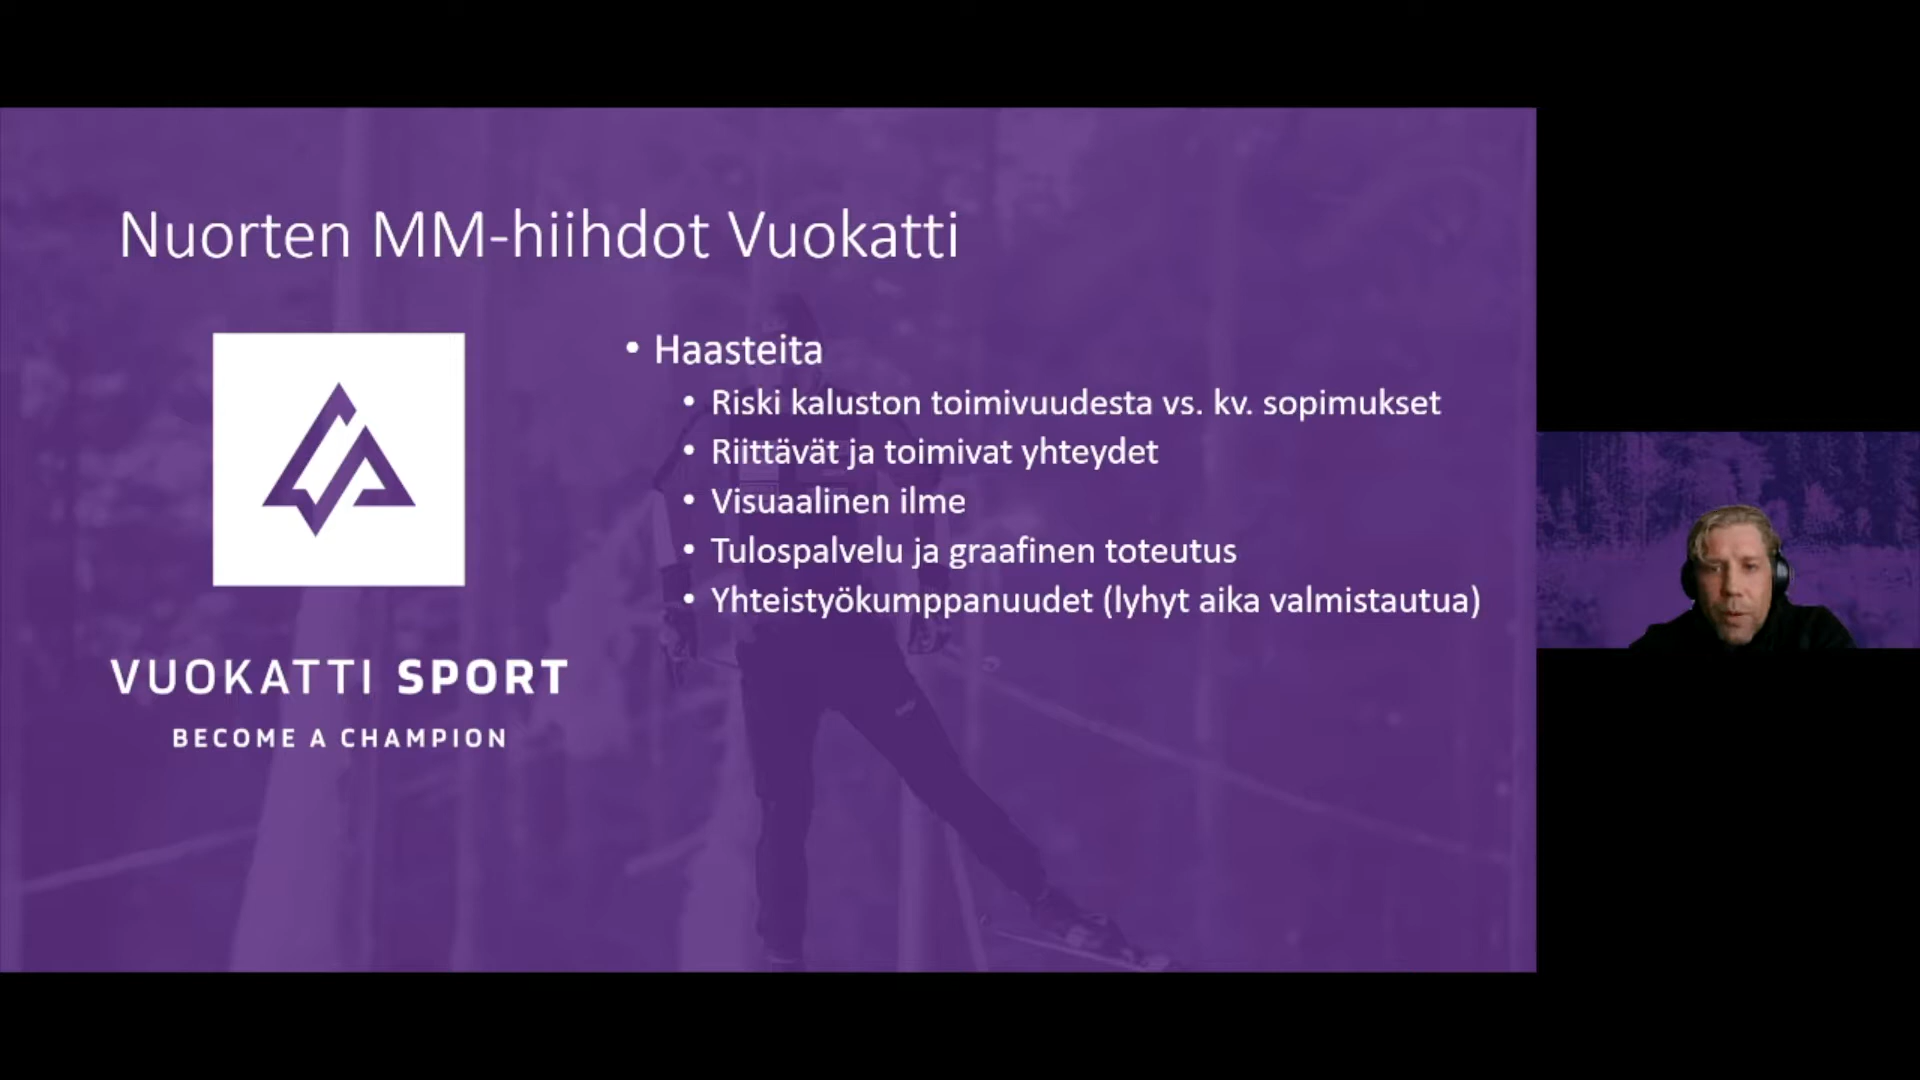 Nuorten MM-hiihdot Vuokatti
• Haasteita
• Riski kaluston toimivuudesta vs. kv. sopimukset
• Riittävät ja toimivat yhteydet
• Visuaalinen ilme
• Tulospalvelu ja graafinen toteutus
• Yhteistyökumppanuudet (lyhyt aika valmistautua)
VUOKATTI SPORT
BECOME A CHAMPION